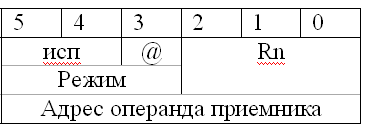 5 4 3 2 1 0
исп @ Rn
Режим
Адрес операнда приемника